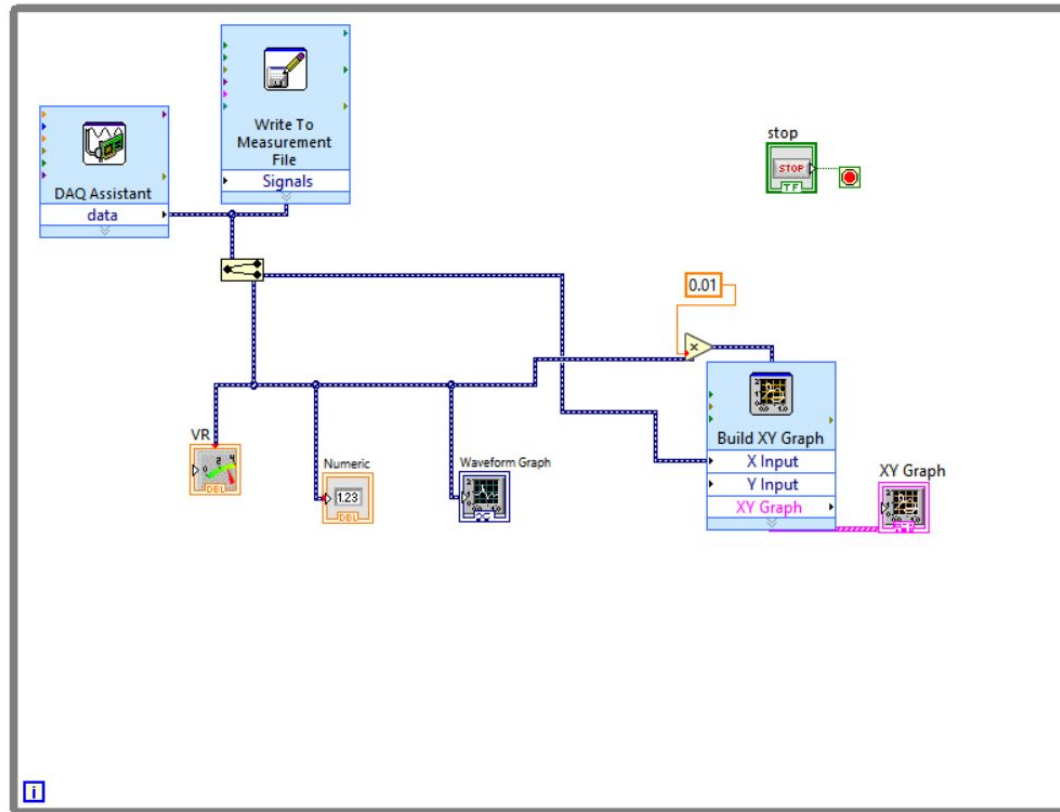 Write To
Measurement
File
Signals
DAQ Assistant
data
stop
STOP
TF
0.01
×
Build XY Graph
X Input
Y Input
XY Graph
XY Graph
VR
DBL
Numeric
1.23
DBL
Waveform Graph
i